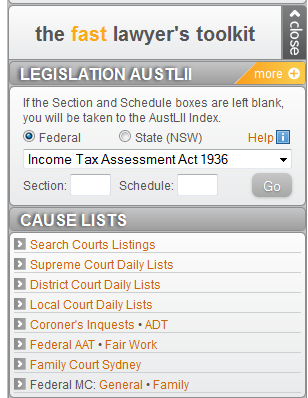 the fast lawyer's toolkit
close
LEGISLATION AUSTLII
more
If the Section and Schedule boxes are left blank,
you will be taken to the AustLII Index.
Federal State (NSW) Help i
Income Tax Assessment Act 1936
Section: Schedule: Go
CAUSE LISTS
Search Courts Listings
Supreme Court Daily Lists
District Court Daily Lists
Local Court Daily Lists
Coroner's Inquests • ADT
Federal AAT • Fair Work
Family Court Sydney
Federal MC: General • Family